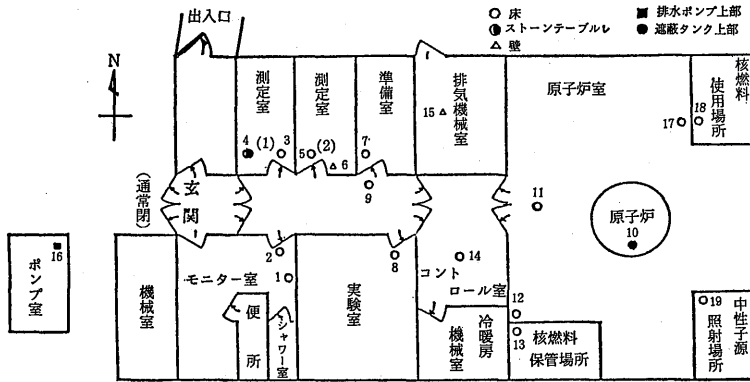 出入口
○ 床
◐ ストーンテーブル
△ 壁
■ 排水ポンプ上部
● 遮蔽タンク上部
N
測定室
(1)
4
3
測定室
(2)
5
6
準備室
7
排気機械室
15
原子炉室
核燃料
使用場所
17
18
(通常閉)
玄関
9
11
原子炉
10
16
ポンプ室
機械室
モニター室
2
1
便所
シャワー室
実験室
8
コント
ロール室
14
冷暖房
機械室
12
13
核燃料
保管場所
19
中性子源
照射場所